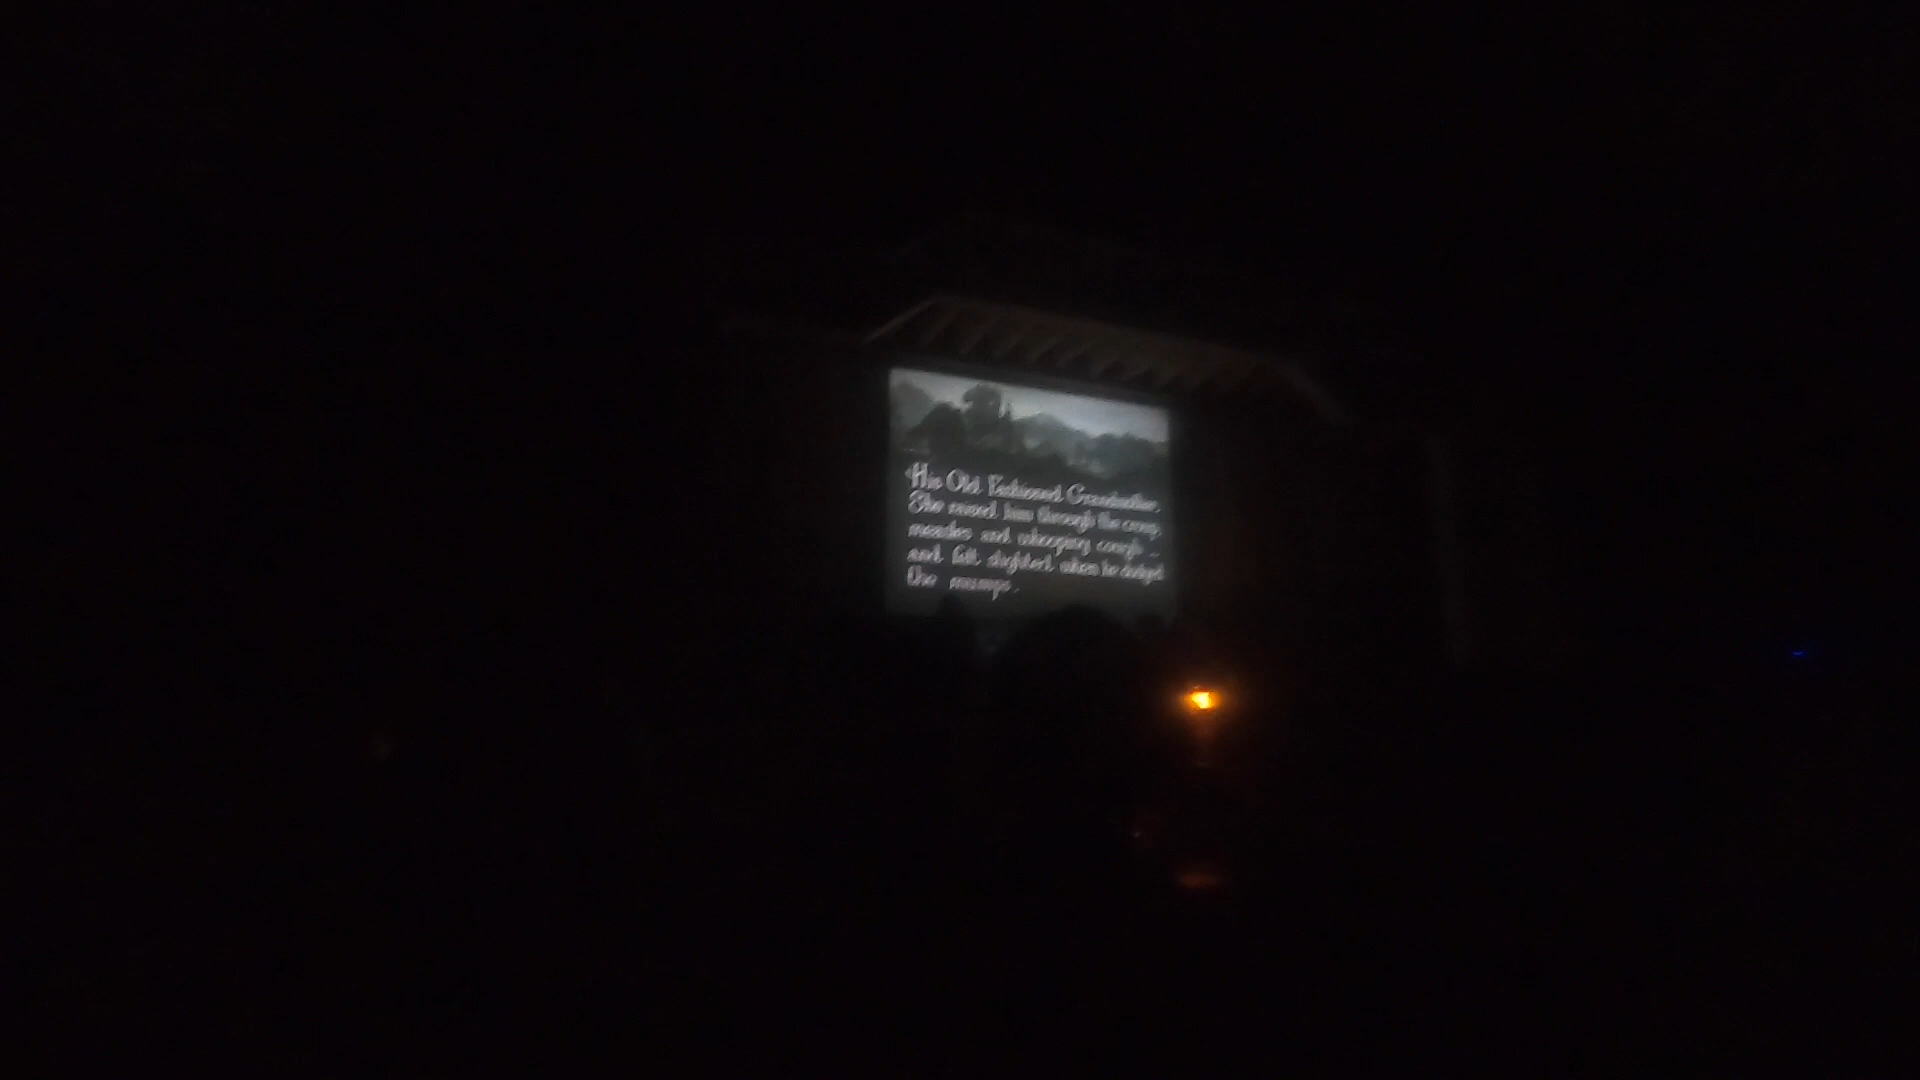 His Old Fashioned Grandmother.
She nursed him through the croup,
measles and whooping cough --
and felt slighted when he dodged
the mumps.